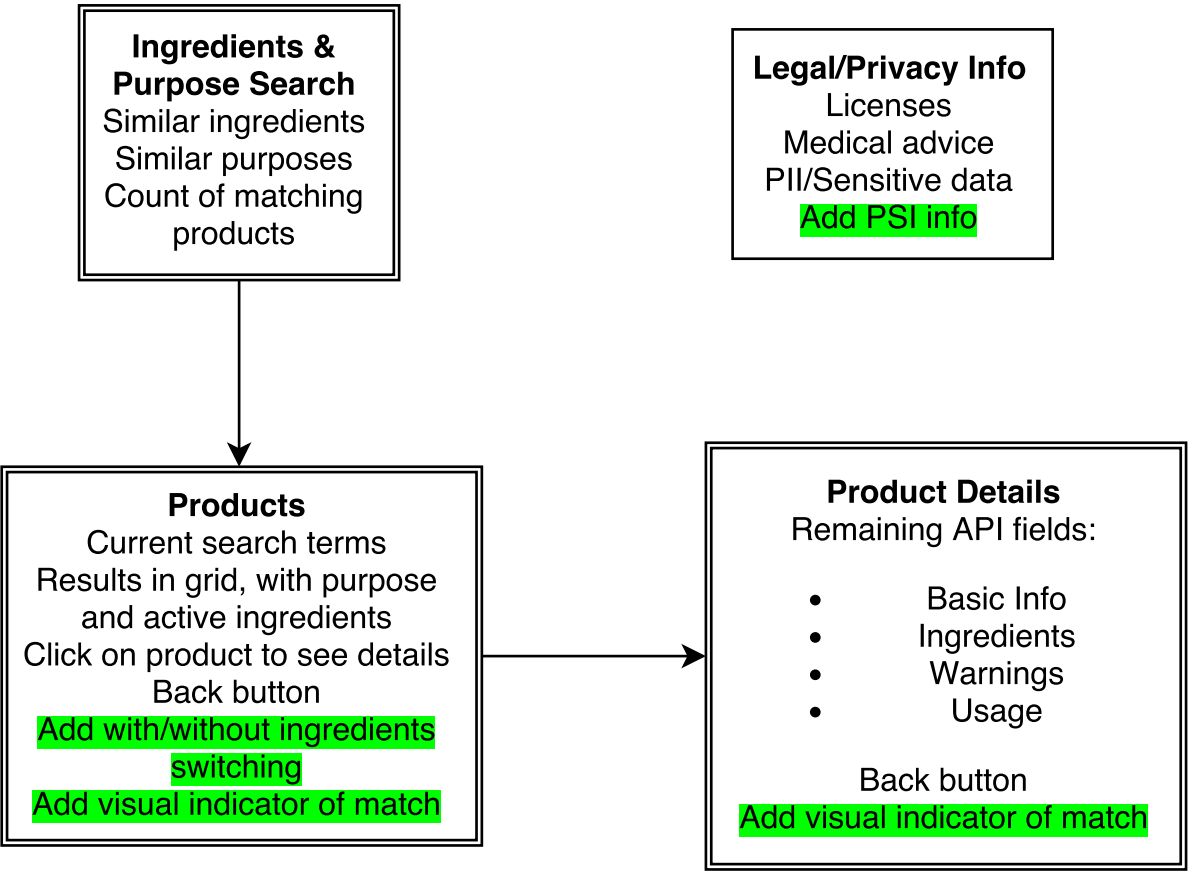 Ingredients &
Purpose Search
Similar ingredients
Similar purposes
Count of matching
products
Legal/Privacy Info
Licenses
Medical advice
PII/Sensitive data
Add PSI info
Products
Current search terms
Results in grid, with purpose
and active ingredients
Click on product to see details
Back button
Add with/without ingredients
switching
Add visual indicator of match
Product Details
Remaining API fields:
• Basic Info
• Ingredients
• Warnings
• Usage
Back button
Add visual indicator of match